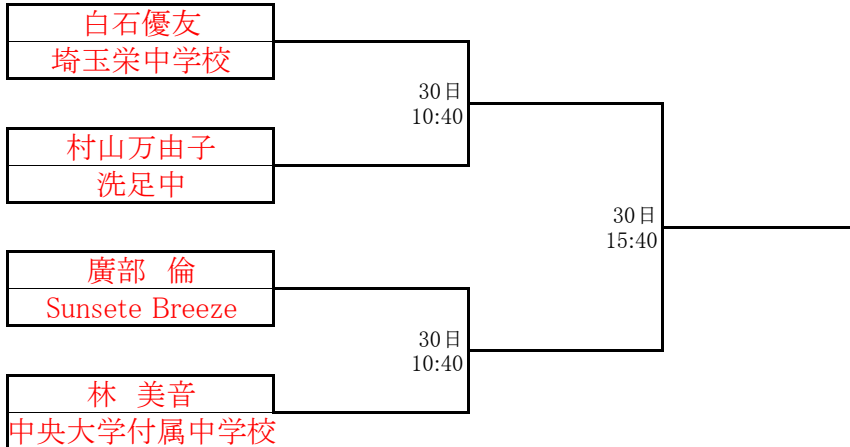 白石優友
埼玉栄中学校
30日
10:40
村山万由子
洗足中
30日
15:40
廣部 倫
Sunsete Breeze
30日
10:40
林 美音
中央大学付属中学校